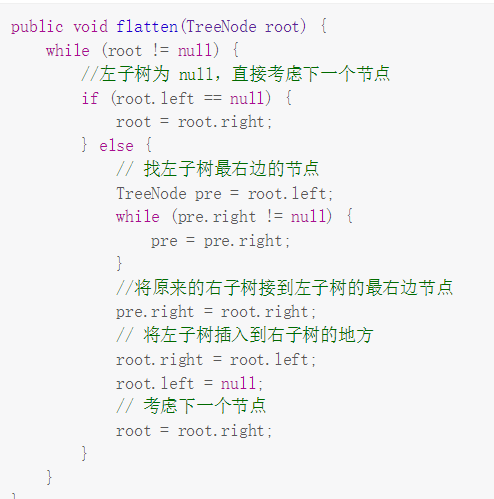 public void flatten(TreeNode root) {
    while (root != null) {
        //左子树为 null，直接考虑下一个节点
        if (root.left == null) {
            root = root.right;
        } else {
            // 找左子树最右边的节点
            TreeNode pre = root.left;
            while (pre.right != null) {
                pre = pre.right;
            }
            //将原来的右子树接到左子树的最右边节点
            pre.right = root.right;
            // 将左子树插入到右子树的地方
            root.right = root.left;
            root.left = null;
            // 考虑下一个节点
            root = root.right;
        }
    }
}